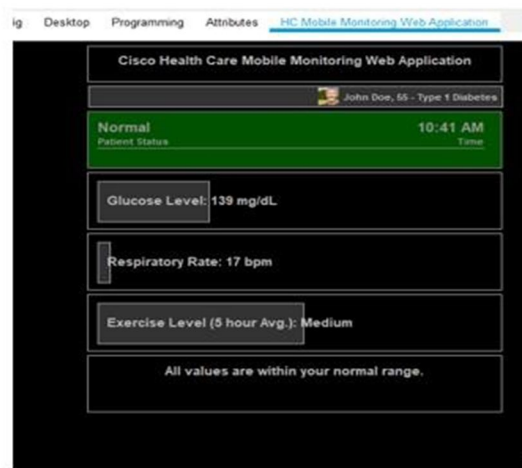 ig Desktop Programming Attributes HC Mobile Monitoring Web Application
Cisco Health Care Mobile Monitoring Web Application
John Doe, 55 - Type 1 Diabetes
Normal 10:41 AM
Patient Status Time
Glucose Level: 139 mg/dL
Respiratory Rate: 17 bpm
Exercise Level (5 hour Avg.): Medium
All values are within your normal range.